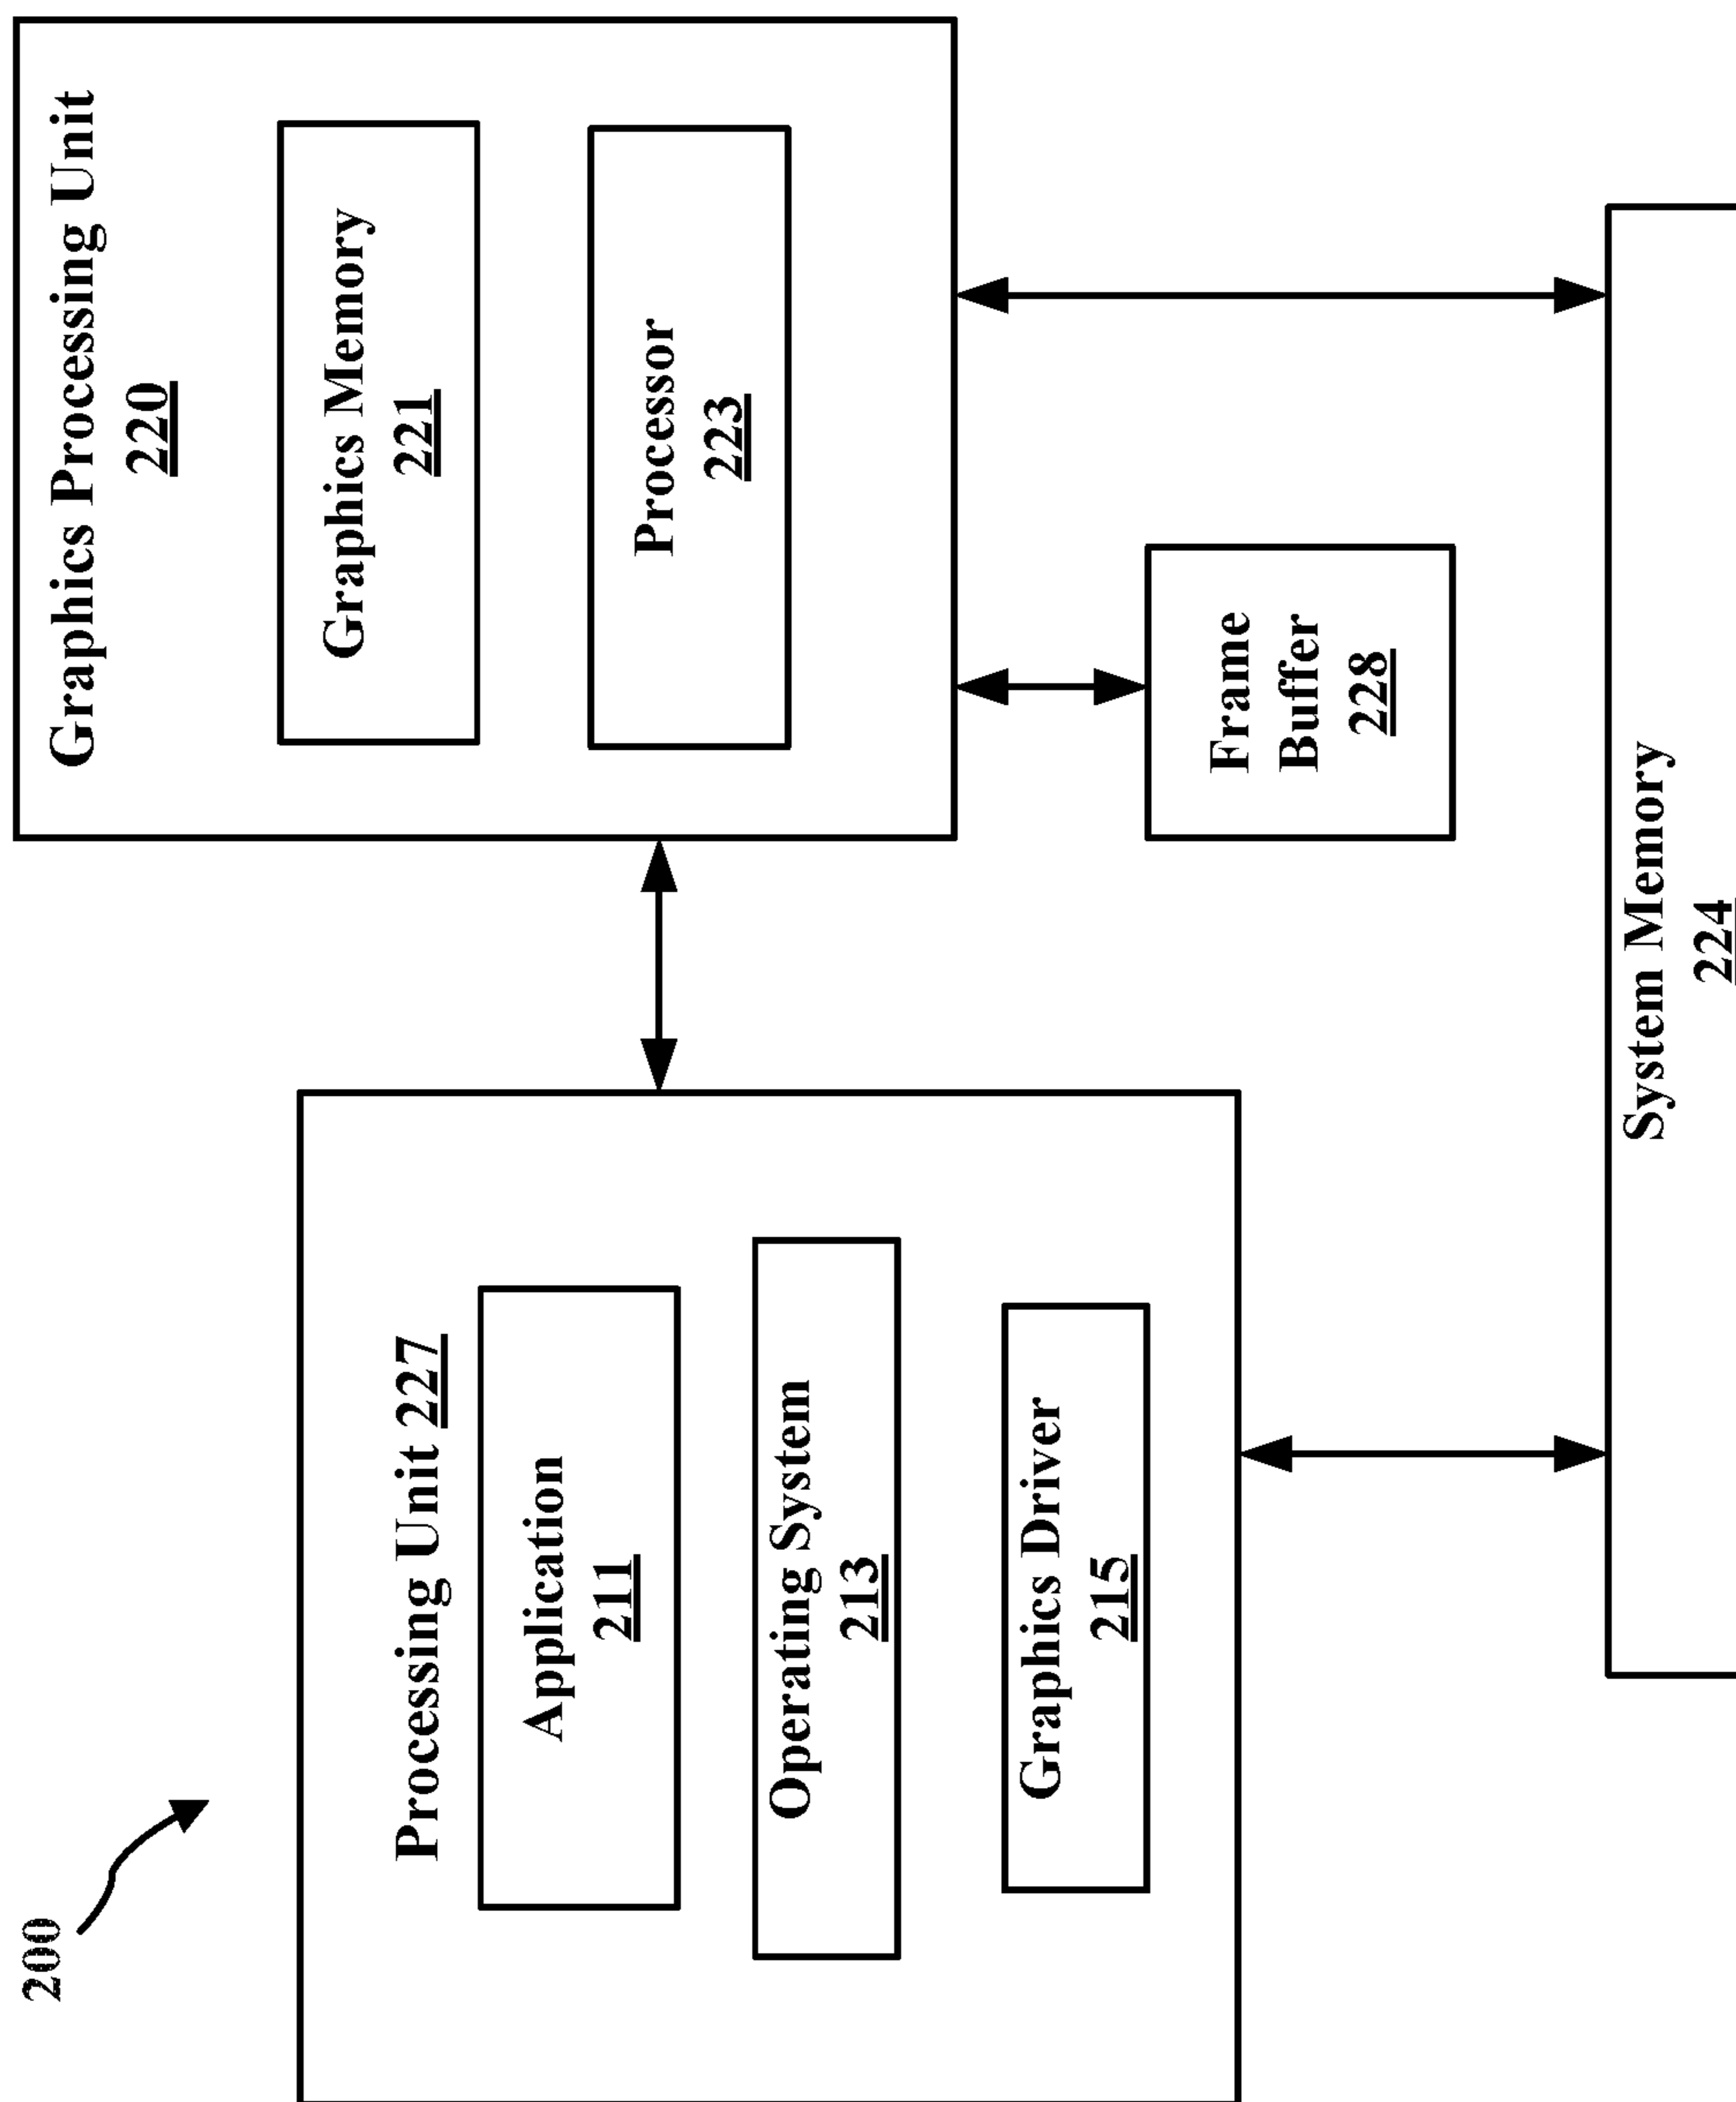 200
Processing Unit 227
Application
211
Operating System
213
Graphics Driver
215
Graphics Processing Unit
220
Graphics Memory
221
Processor
223
Frame
Buffer
228
System Memory
224